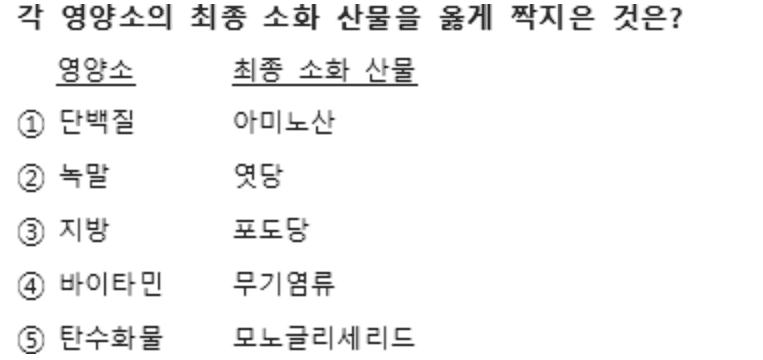 각 영양소의 최종 소화 산물을 옳게 짝지은 것은?
영양소 최종 소화 산물
① 단백질 아미노산
② 녹말 엿당
③ 지방 포도당
④ 바이타민 무기염류
⑤ 탄수화물 모노글리세리드